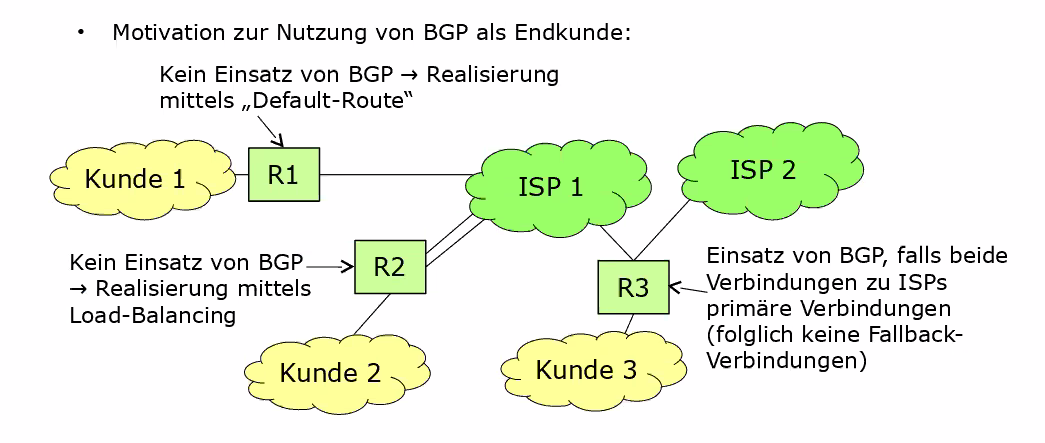 • Motivation zur Nutzung von BGP als Endkunde:
Kein Einsatz von BGP → Realisierung
mittels „Default-Route“
Kunde 1
R1
ISP 1
ISP 2
Kein Einsatz von BGP
→ Realisierung mittels
Load-Balancing
R2
R3
Einsatz von BGP, falls beide
Verbindungen zu ISPs
primäre Verbindungen
(folglich keine Fallback-
Verbindungen)
Kunde 2
Kunde 3